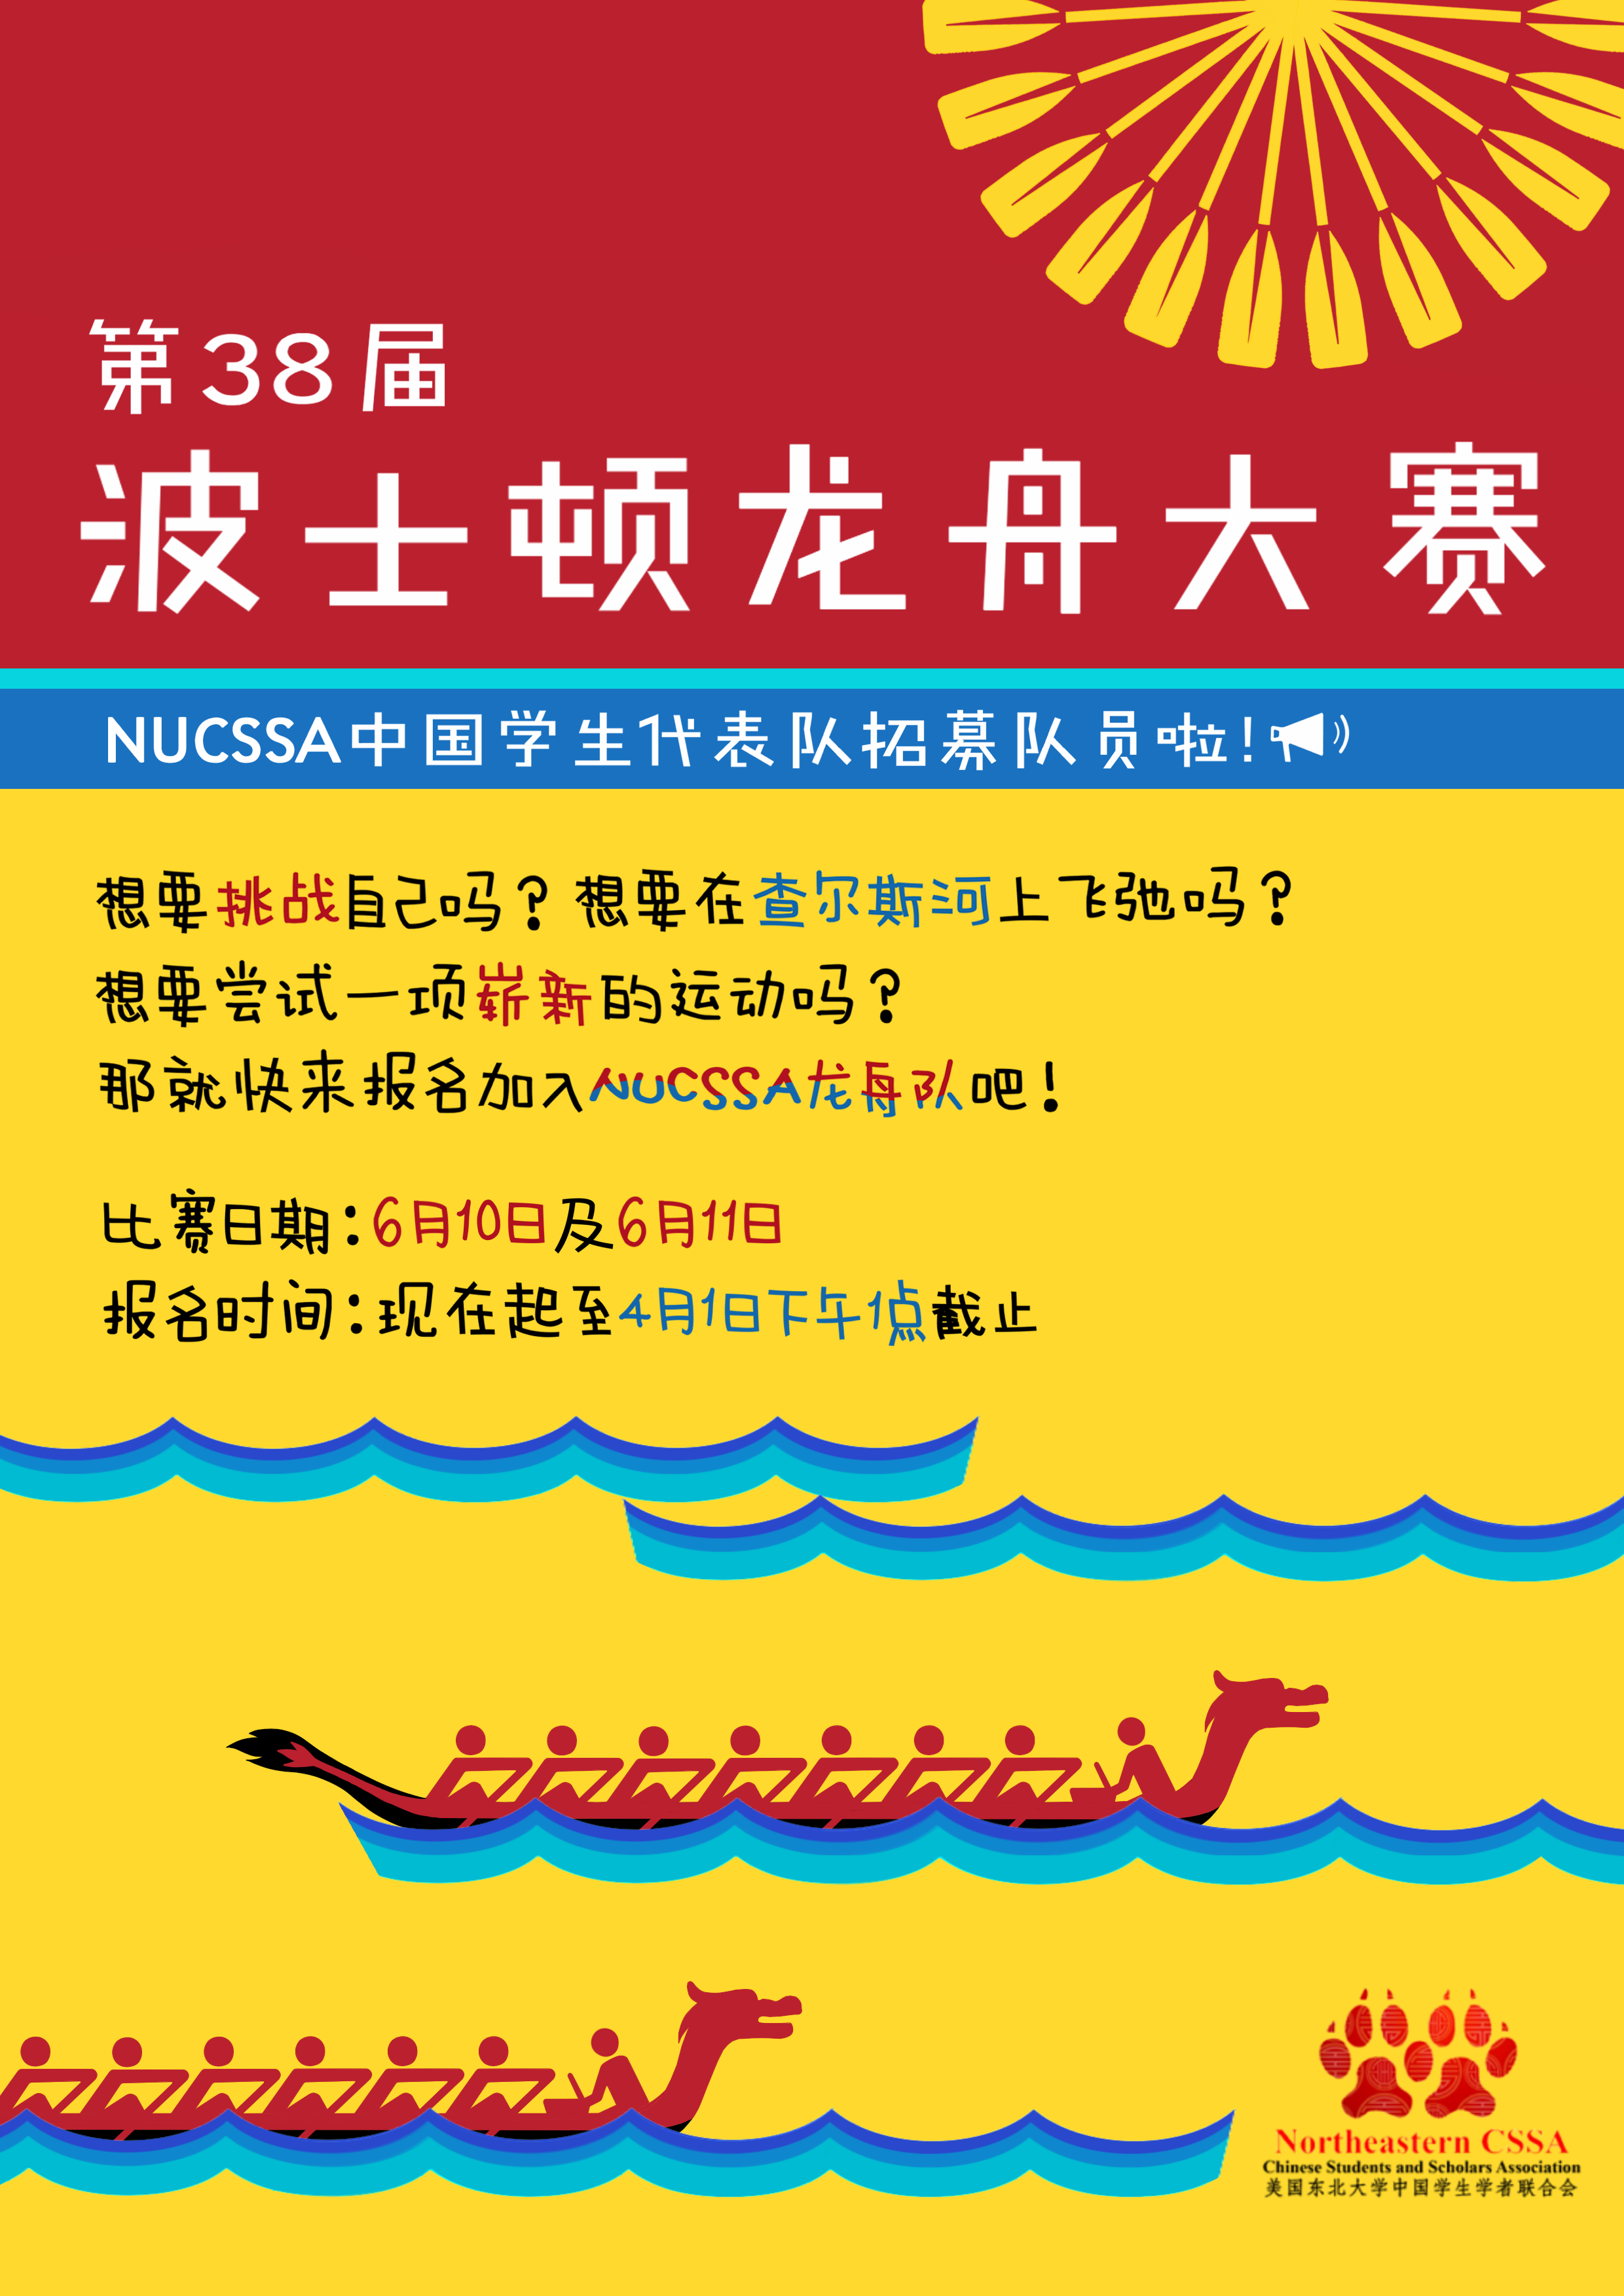 第38届
波士顿龙舟大赛
NUCSSA中国学生代表队拓募队员啦!
想要挑战自己吗?想要在查尔斯河上飞驰吗?
想要尝试一项崭新的运动吗?
那就快来报名加入NUCSSA龙舟队吧!
比赛日期:6月10日及6月11日
报名时间:现在起至4月1日下午1点截止
Northeastern CSSA
Chinese Students and Scholars Association
美国东北大学中国学生学者联合会